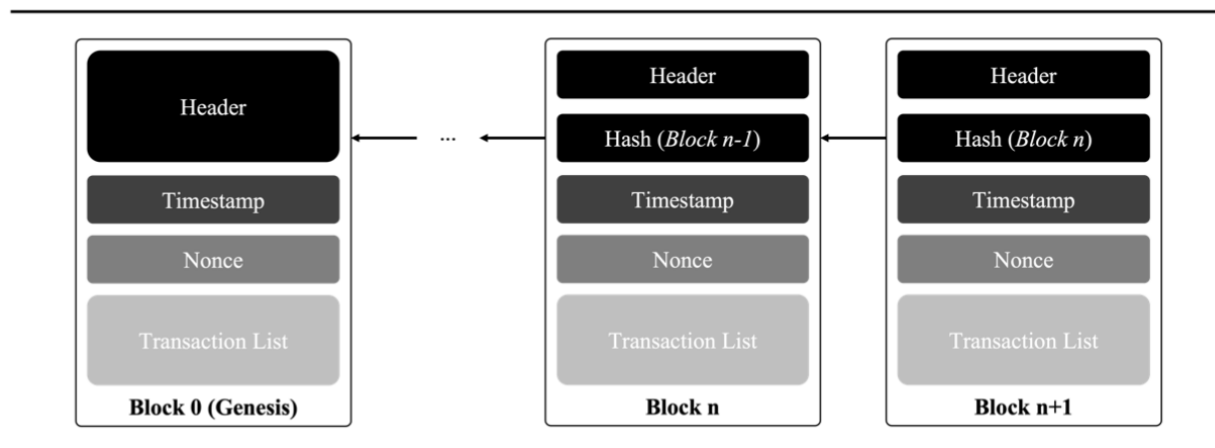 Header
Timestamp
Nonce
Transaction List
Block 0 (Genesis)
...
Header
Hash (Block n-1)
Timestamp
Nonce
Transaction List
Block n
Header
Hash (Block n)
Timestamp
Nonce
Transaction List
Block n+1